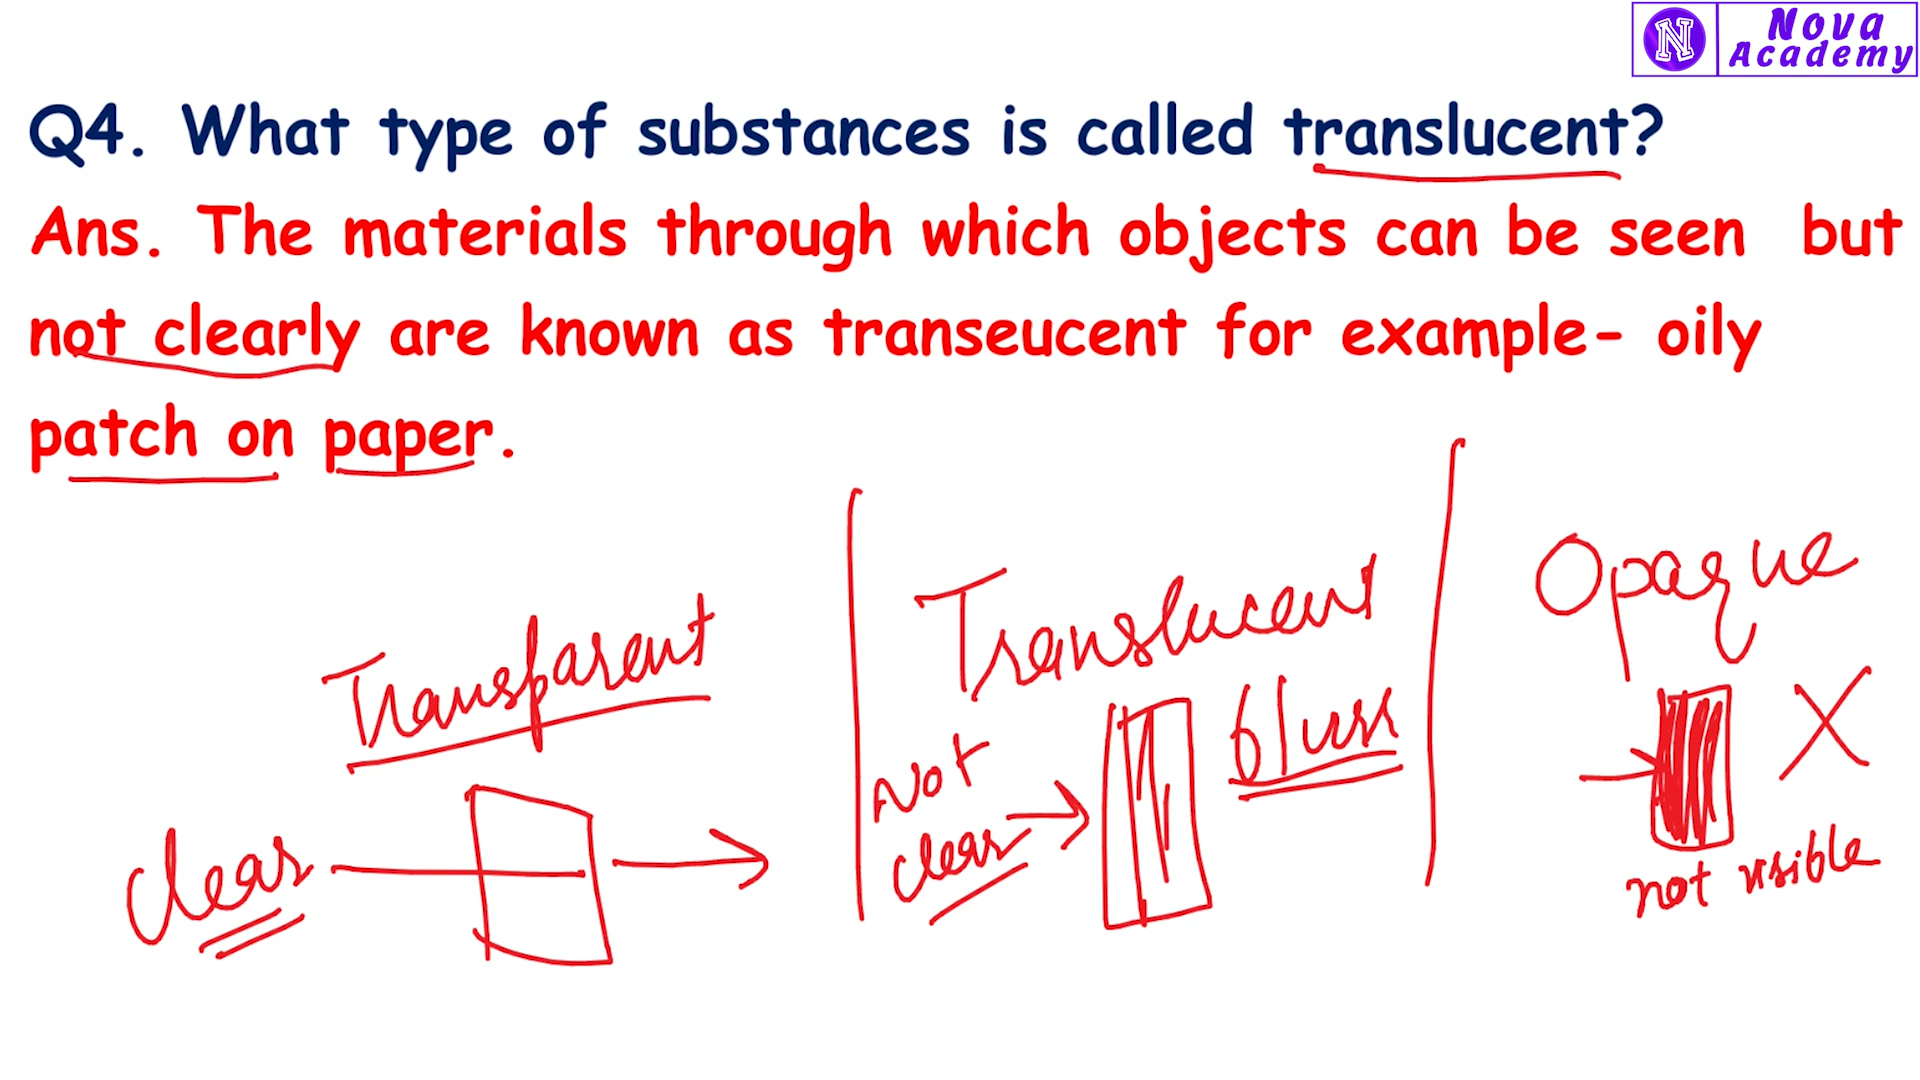 N
Nova
Academy
Q4. What type of substances is called translucent?
Ans. The materials through which objects can be seen but
not clearly are known as transeucent for example- oily
patch on paper.
Transparent
clear
Translucent
Not
clear
blurr
Opaque
not visible